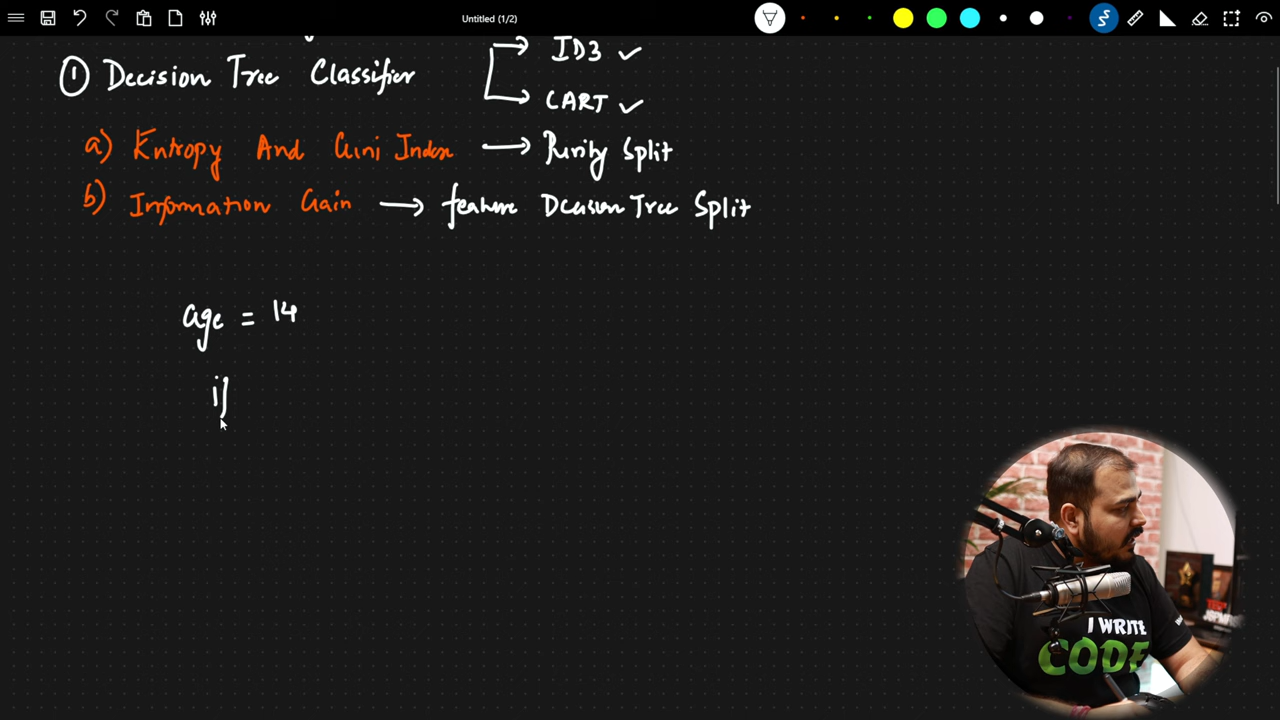 Untitled (1/2)
ID3 ✓
① Decision Tree Classifier
CART ✓
a) Entropy And Gini Index → Purity Split
b) Information Gain → feature Decision Tree Split
age = 14
if
I WRITE
CODE